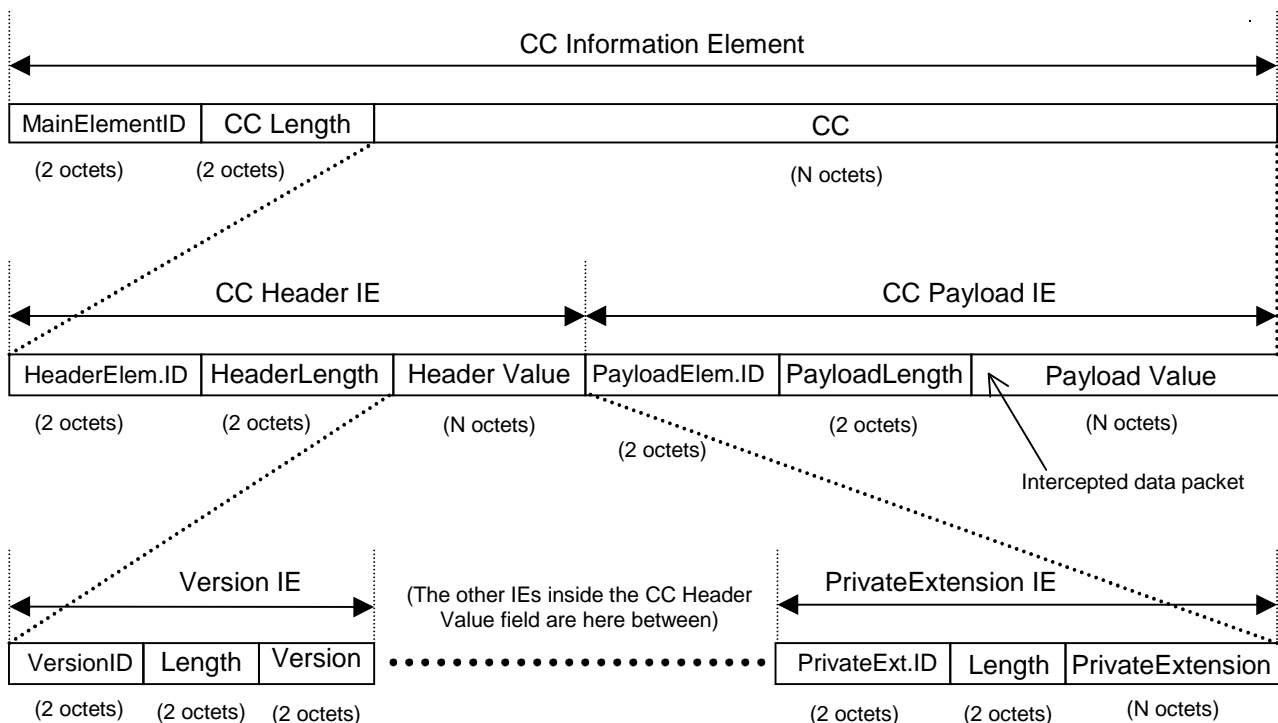 CC Information Element
MainElementID CC Length CC
(2 octets) (2 octets) (N octets)
CC Header IE CC Payload IE
HeaderElem.ID HeaderLength Header Value PayloadElem.ID PayloadLength Payload Value
(2 octets) (2 octets) (N octets) (2 octets) (2 octets) (N octets)
Intercepted data packet
Version IE (The other IEs inside the CC Header PrivateExtension IE
Value field are here between)
VersionID Length Version PrivateExt.ID Length PrivateExtension
(2 octets) (2 octets) (2 octets) (2 octets) (2 octets) (N octets)